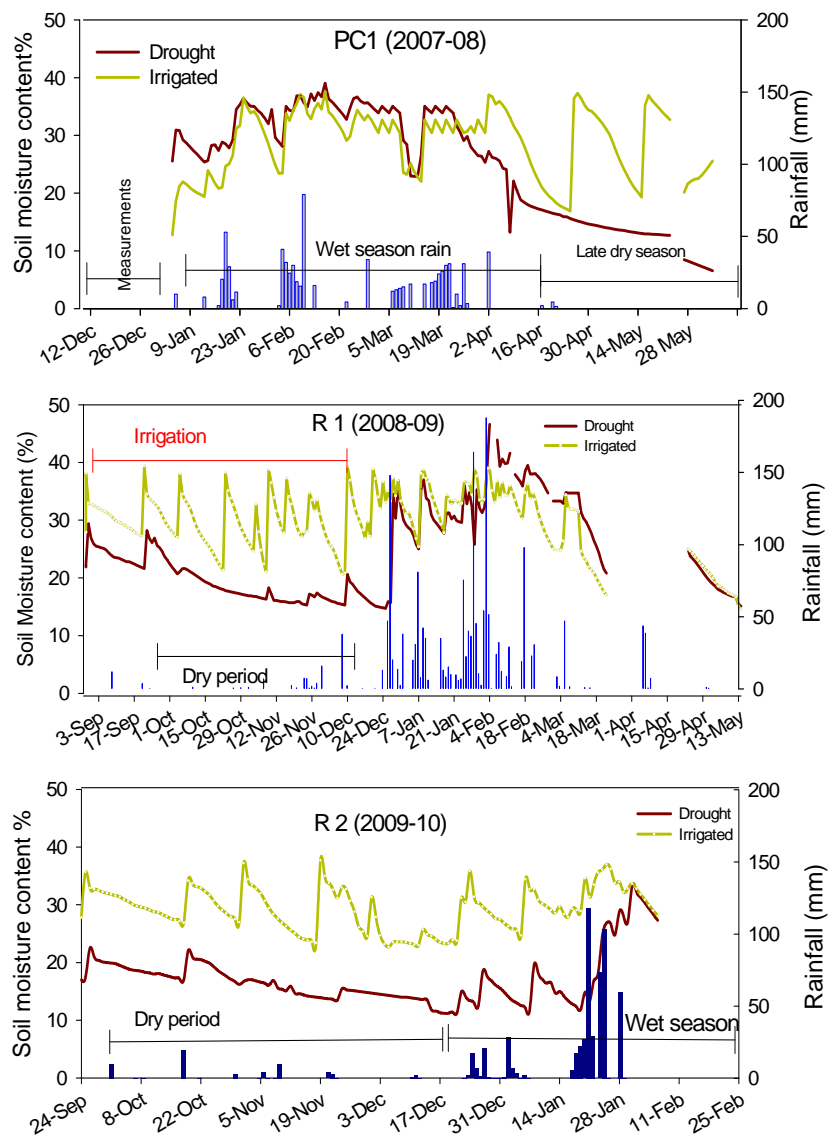 PC1 (2007-08)
Drought
Irrigated
Soil moisture content%
Rainfall (mm)
50
40
30
20
10
0
200
150
100
50
0
Measurements
Wet season rain
Late dry season
12-Dec
26-Dec
9-Jan
23-Jan
6-Feb
20-Feb
5-Mar
19-Mar
2-Apr
16-Apr
30-Apr
14-May
28 May
R 1 (2008-09)
Irrigation
Drought
Irrigated
Soil Moisture content (%)
Rainfall (mm)
50
40
30
20
10
0
200
150
100
50
0
Dry period
3-Sep
17-Sep
1-Oct
15-Oct
29-Oct
12-Nov
26-Nov
10-Dec
24-Dec
7-Jan
21-Jan
4-Feb
18-Feb
4-Mar
18-Mar
1-Apr
15-Apr
29-Apr
13-May
R 2 (2009-10)
Drought
Irrigated
Soil moisture content %
Rainfall (mm)
50
40
30
20
10
0
200
150
100
50
0
Dry period
Wet season
24-Sep
8-Oct
22-Oct
5-Nov
19-Nov
3-Dec
17-Dec
31-Dec
14-Jan
28-Jan
11-Feb
25-Feb